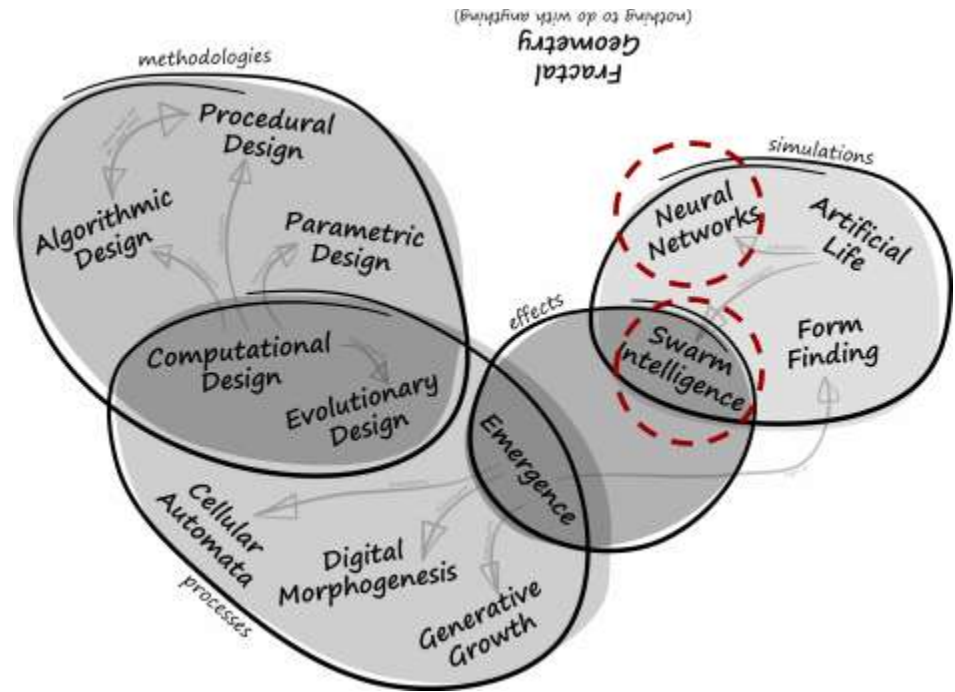 (nothing to do with anything)
Fractal
Geometry
methodologies
Procedural
Design
Algorithmic
Design
Parametric
Design
Computational
Design
Evolutionary
Design
simulations
Neural
Networks
Artificial
Life
effects
Swarm
Intelligence
Form
Finding
Emergence
Cellular
Automata
Digital
Morphogenesis
Generative
Growth
processes